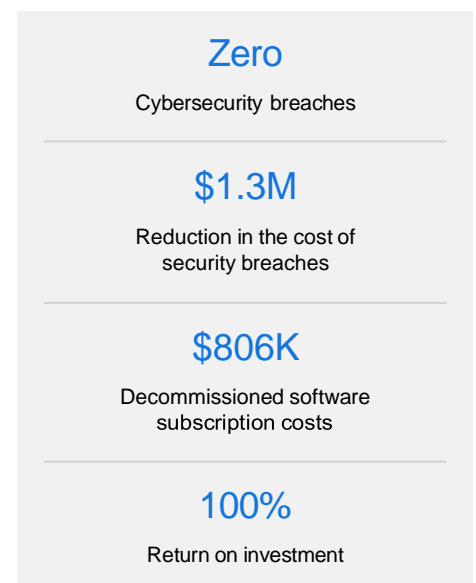 Zero
Cybersecurity breaches
$1.3M
Reduction in the cost of
security breaches
$806K
Decommissioned software
subscription costs
100%
Return on investment